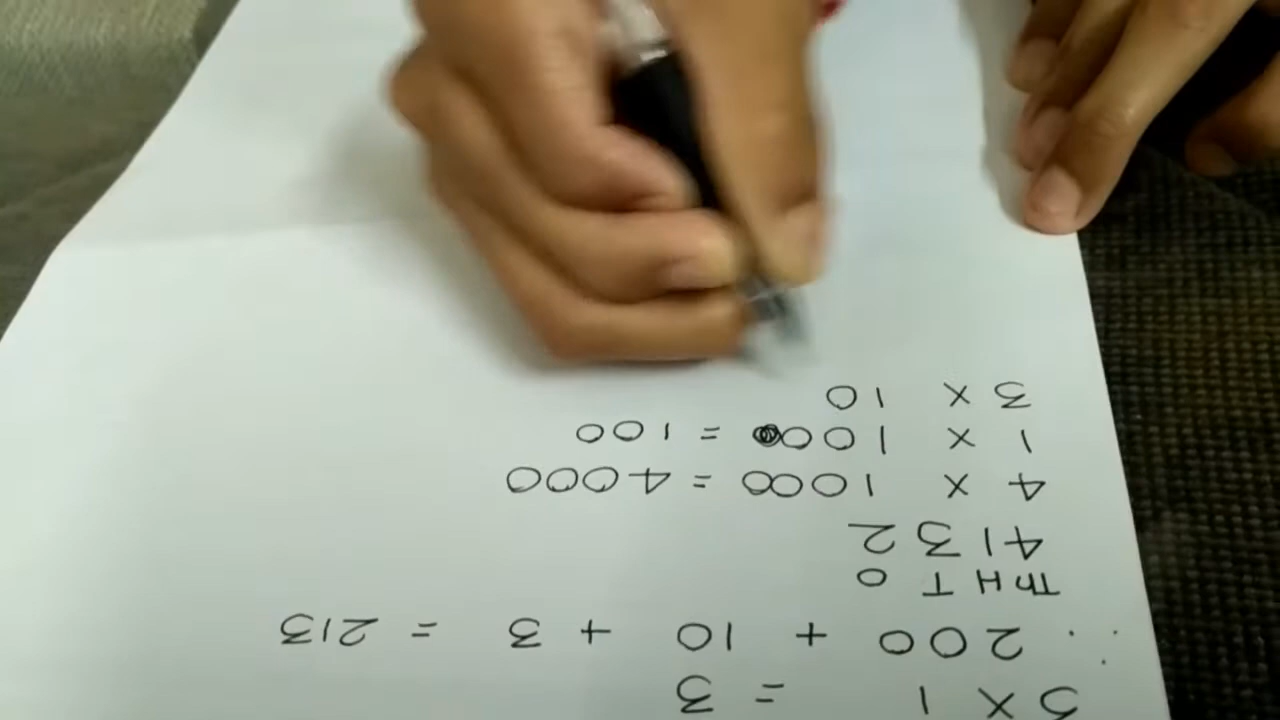 3 X 1 = 3
∴ 200 + 10 + 3 = 213
Th H T O
4 1 3 2
4 X 1000 = 4000
1 X 100 = 100
3 X 10